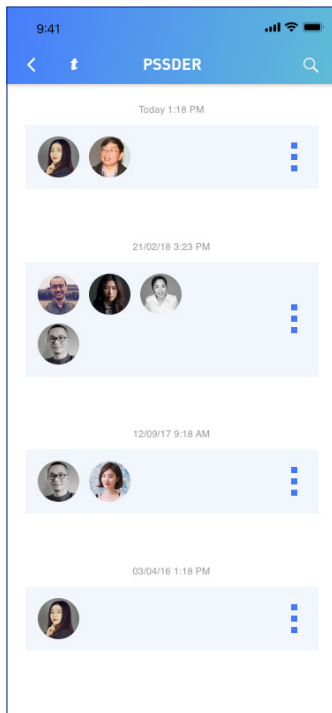 9:41
t PSSDER
Today 1:18 PM
21/02/18 3:23 PM
12/09/17 9:18 AM
03/04/16 1:18 PM